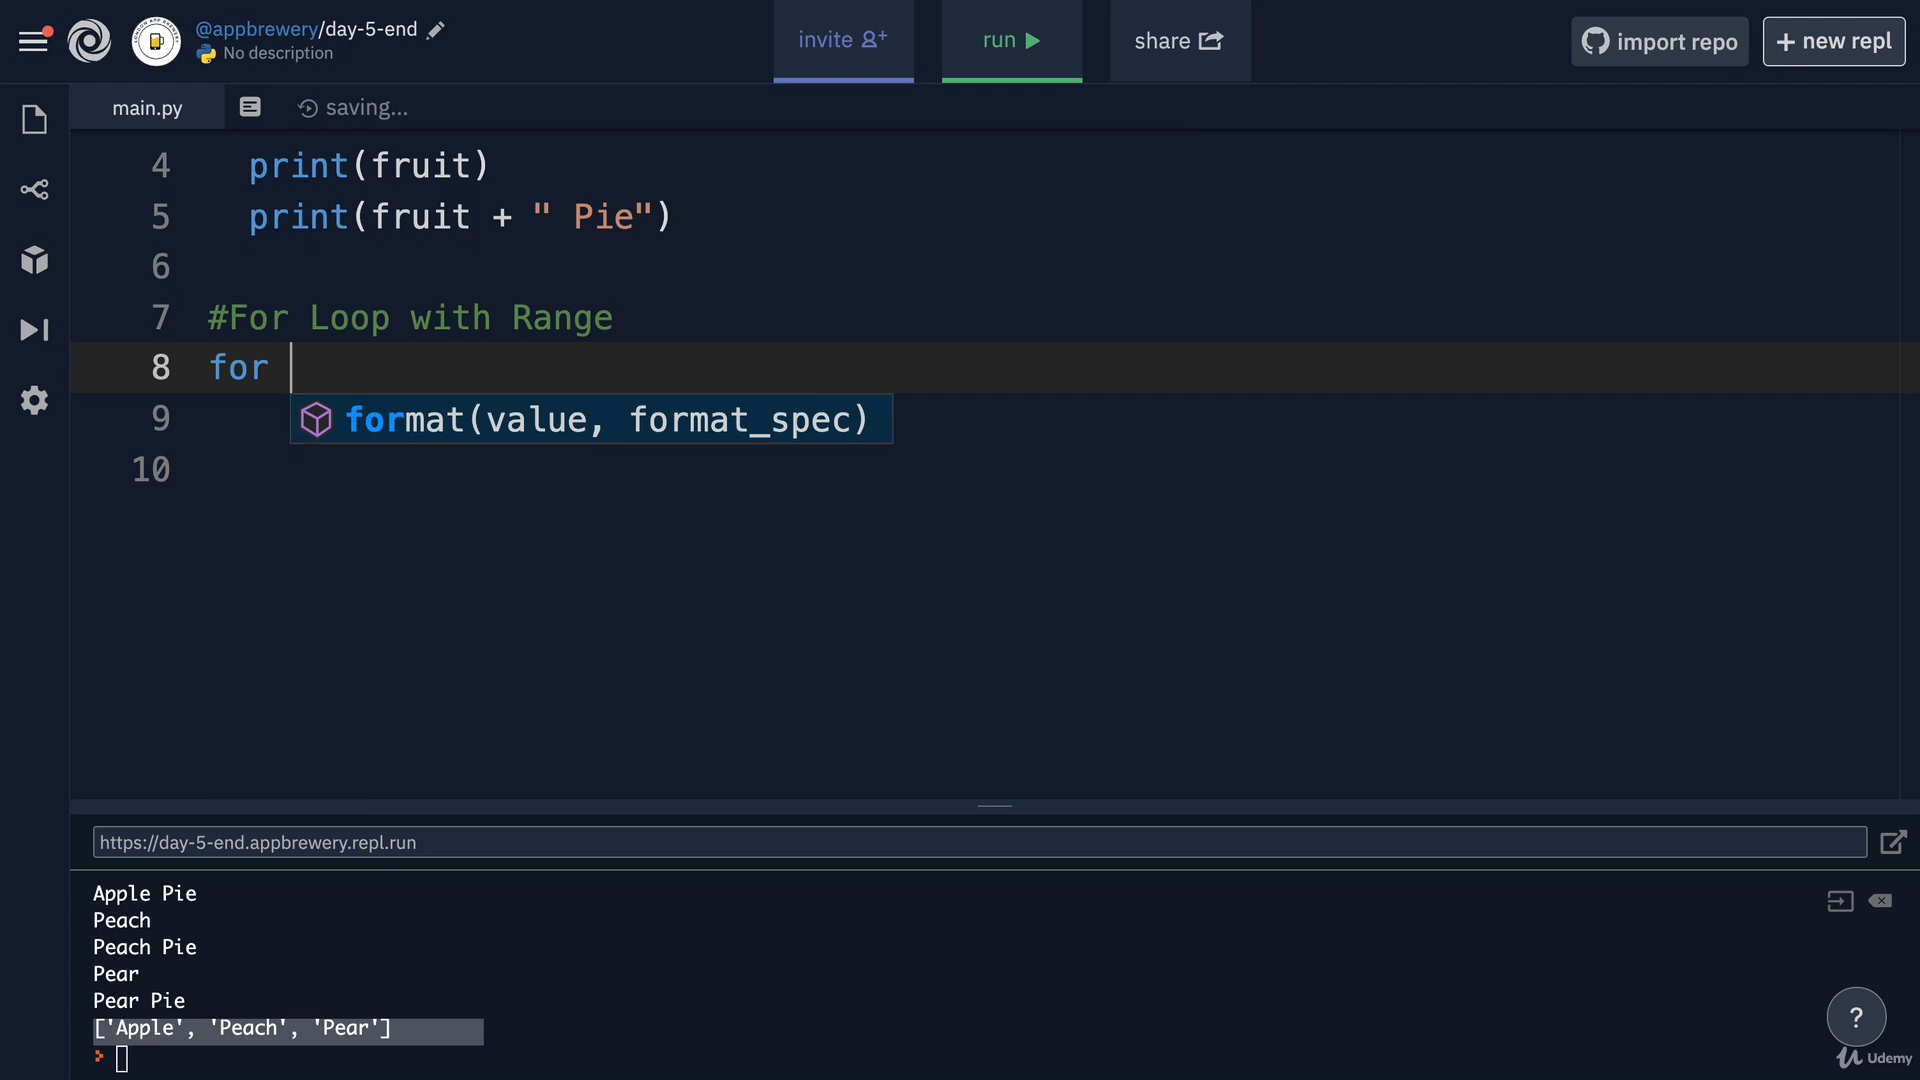 @appbrewery/day-5-end
No description
invite
run
share
import repo
+ new repl
main.py
saving...
4 print(fruit)
5 print(fruit + " Pie")
6
7 #For Loop with Range
8 for
9 format(value, format_spec)
10
https://day-5-end.appbrewery.repl.run
Apple Pie
Peach
Peach Pie
Pear
Pear Pie
['Apple', 'Peach', 'Pear']
?
Udemy